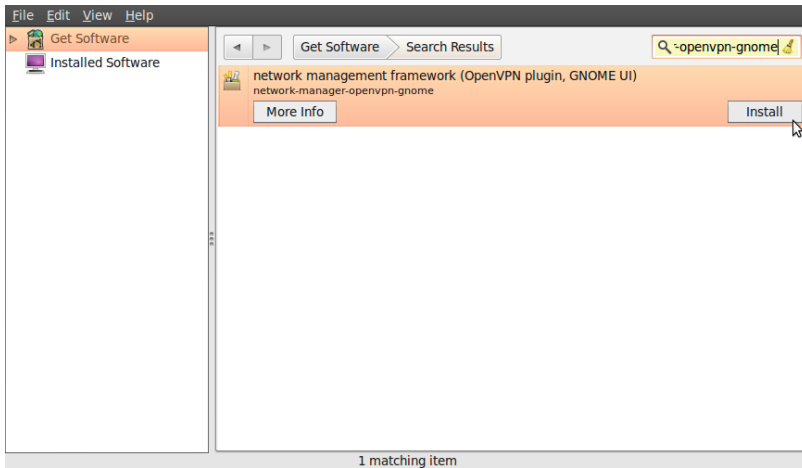 File Edit View Help
Get Software
Installed Software
Get Software Search Results
-openvpn-gnome
network management framework (OpenVPN plugin, GNOME UI)
network-manager-openvpn-gnome
More Info Install
1 matching item